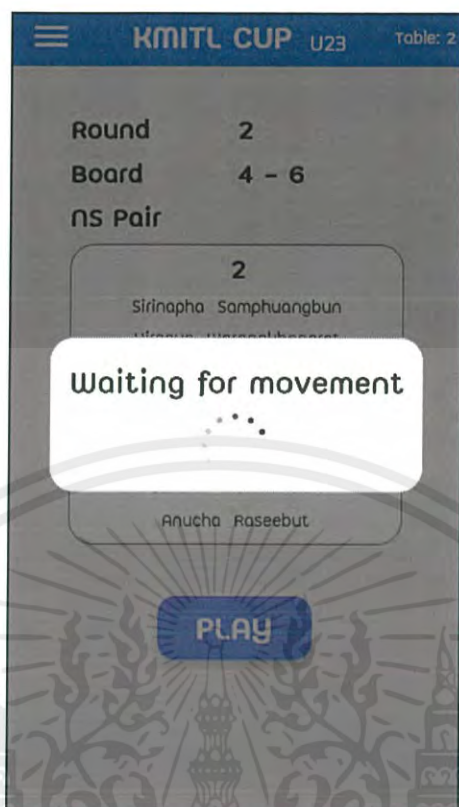 KMITL CUP U23 Table: 2
Round 2
Board 4 - 6
NS Pair
2
Sirinapha Samphuangbun
Waiting for movement
Anucha Raseebut
PLAY